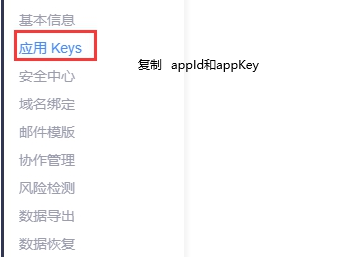 基本信息
应用 Keys
安全中心
复制 appId和appKey
域名绑定
邮件模版
协作管理
风险检测
数据导出
数据恢复